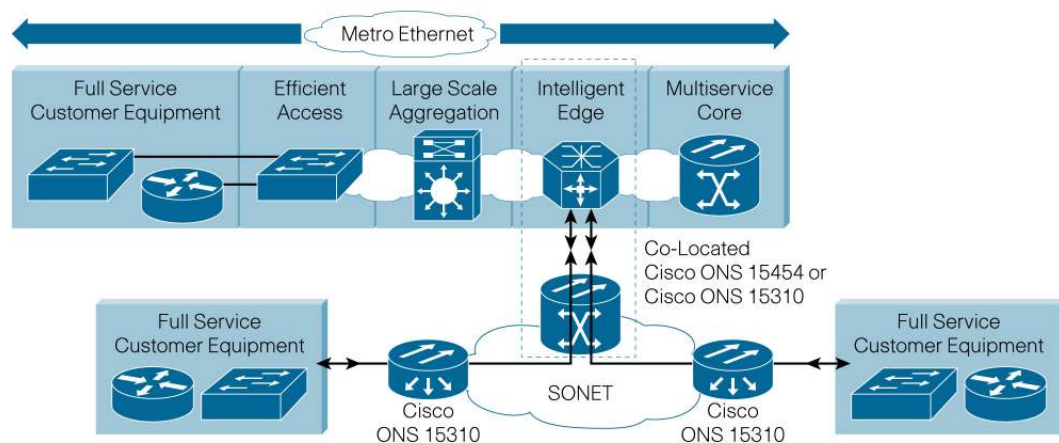 Metro Ethernet
Full Service
Customer Equipment
Efficient
Access
Large Scale
Aggregation
Intelligent
Edge
Multiservice
Core
Co-Located
Cisco ONS 15454 or
Cisco ONS 15310
Full Service
Customer Equipment
Cisco
ONS 15310
SONET
Cisco
ONS 15310
Full Service
Customer Equipment